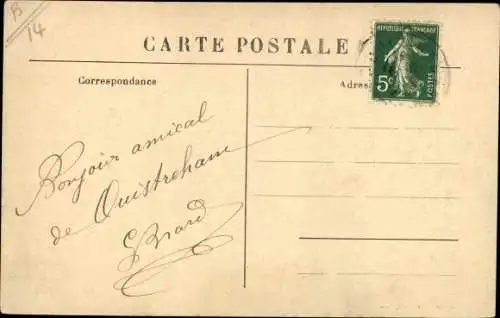 B
14
CARTE POSTALE
REPUBLIQUE FRANÇAISE
5c
POSTES
Correspondance
Adres
Bonjour amical
de Ouistreham